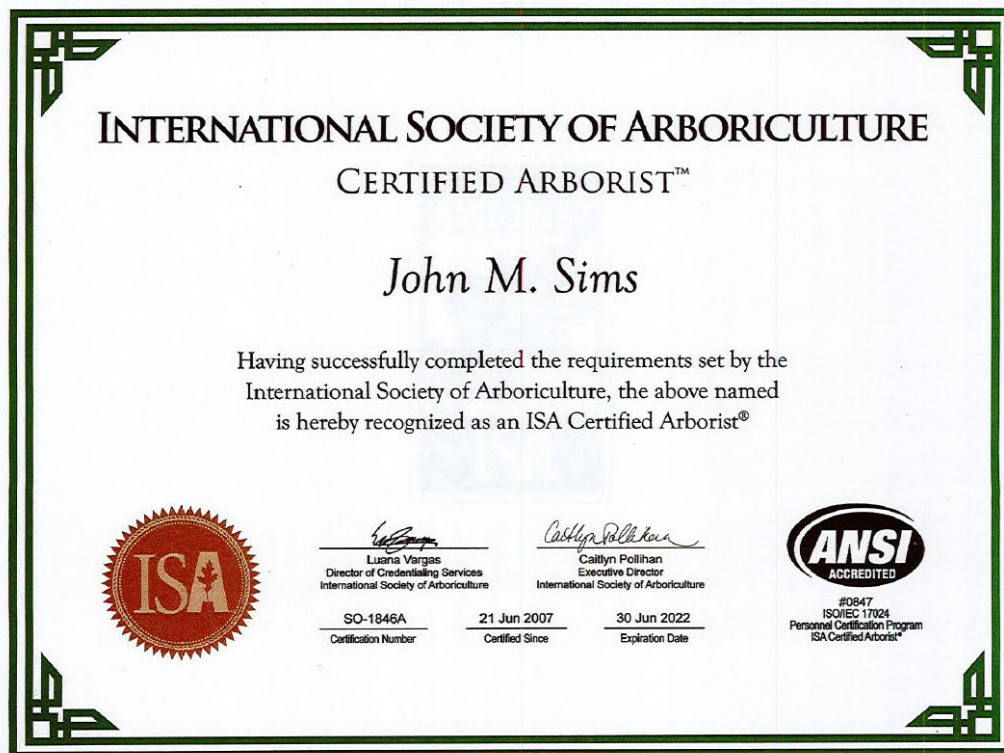 INTERNATIONAL SOCIETY OF ARBORICULTURE
CERTIFIED ARBORIST™
John M. Sims
Having successfully completed the requirements set by the
International Society of Arboriculture, the above named
is hereby recognized as an ISA Certified Arborist®
ISA
Luana Vargas
Director of Credentialing Services
International Society of Arboriculture
Caitlyn Pollihan
Caitlyn Pollihan
Executive Director
International Society of Arboriculture
SO-1846A
Certification Number
21 Jun 2007
Certified Since
30 Jun 2022
Expiration Date
ANSI
ACCREDITED
#0847
ISO/IEC 17024
Personnel Certification Program
ISA Certified Arborist®